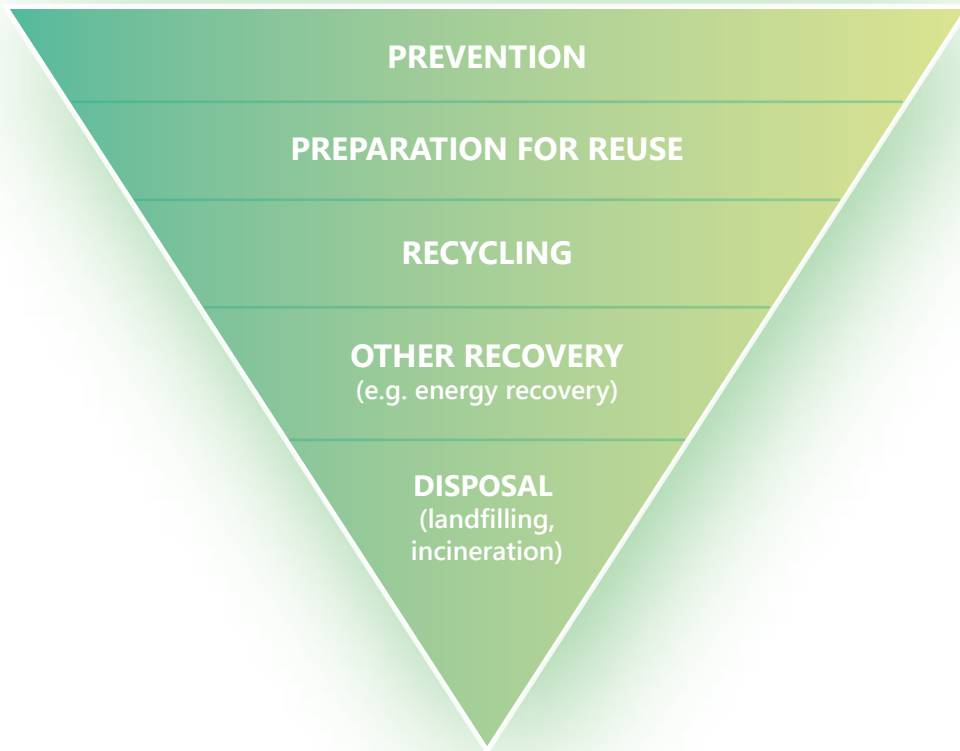 PREVENTION
PREPARATION FOR REUSE
RECYCLING
OTHER RECOVERY
(e.g. energy recovery)
DISPOSAL
(landfilling,
incineration)